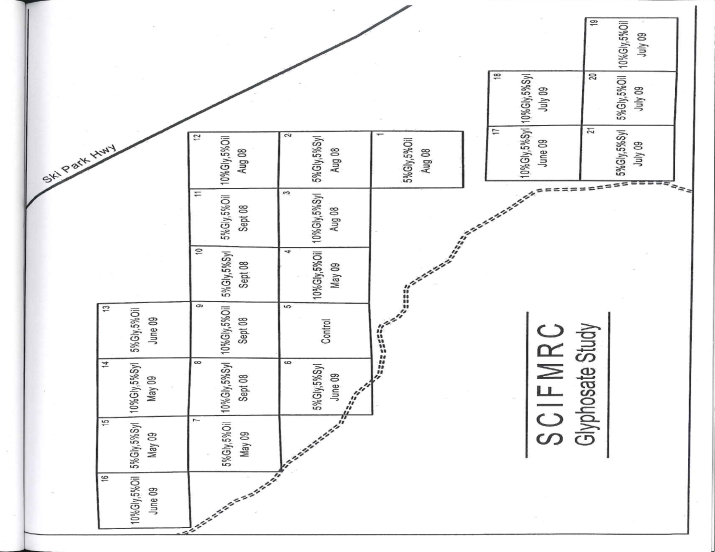 Ski Park Hwy
16
10%Gly,5%Oil
June 09
15
5%Gly,5%Syl
May 09
14
10%Gly,5%Syl
May 09
13
5%Gly,5%Oil
June 09
7
5%Gly,5%Oil
May 09
8
10%Gly,5%Syl
Sept 08
9
10%Gly,5%Oil
Sept 08
10
5%Gly,5%Syl
Sept 08
11
5%Gly,5%Oil
Sept 08
12
10%Gly,5%Oil
Aug 08
6
5%Gly,5%Syl
June 09
5
Control
4
10%Gly,5%Oil
May 09
3
10%Gly,5%Syl
Aug 08
2
5%Gly,5%Syl
Aug 08
1
5%Gly,5%Oil
Aug 08
17
10%Gly,5%Syl
June 09
18
10%Gly,5%Syl
July 09
21
5%Gly,5%Syl
July 09
20
5%Gly,5%Oil
July 09
19
10%Gly,5%Oil
July 09
SCIFMRC
Glyphosate Study